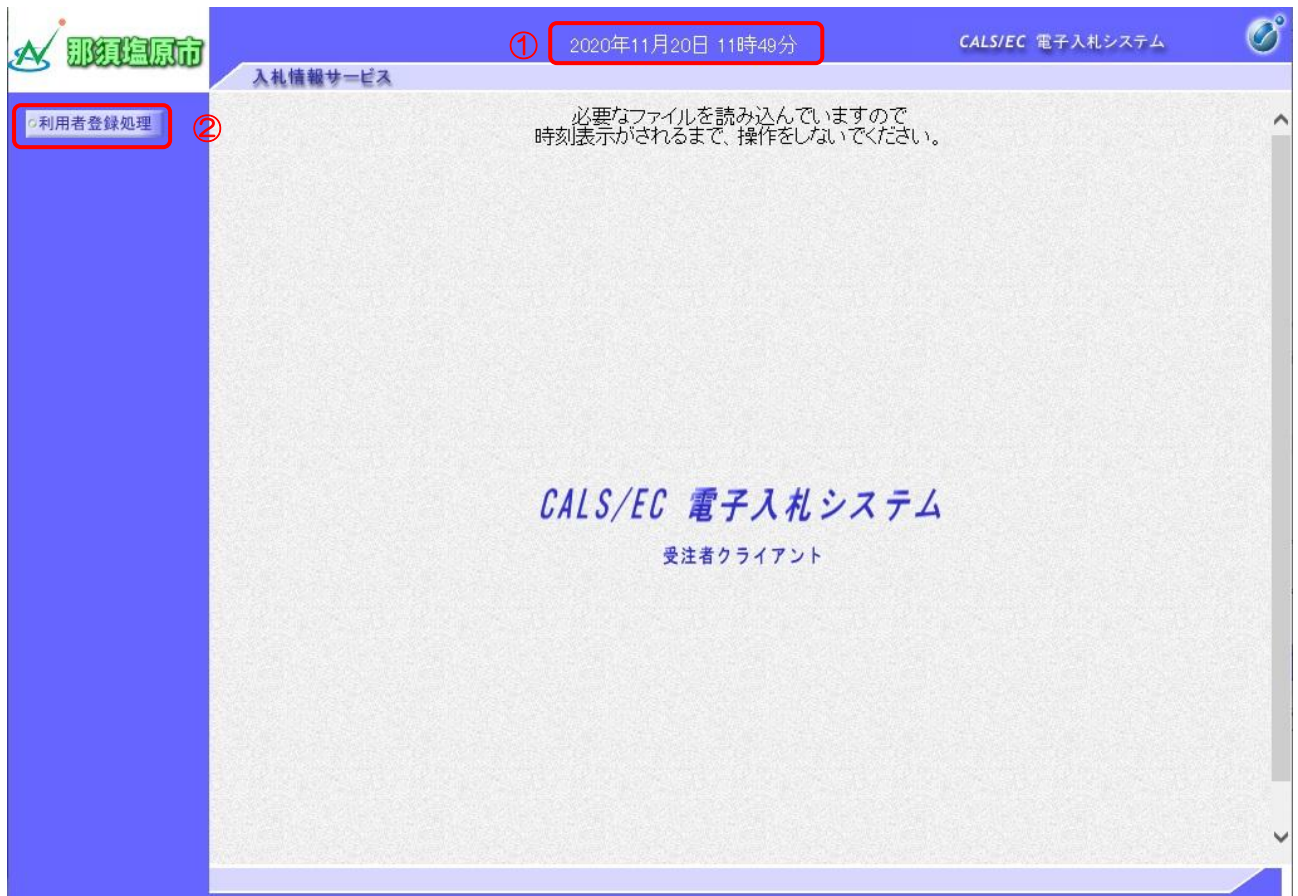 那須塩原市
① 2020年11月20日 11時49分
CALS/EC 電子入札システム
入札情報サービス
利用者登録処理 ②
必要なファイルを読み込んでいますので
時刻表示がされるまで、操作をしないでください。
CALS/EC 電子入札システム
受注者クライアント